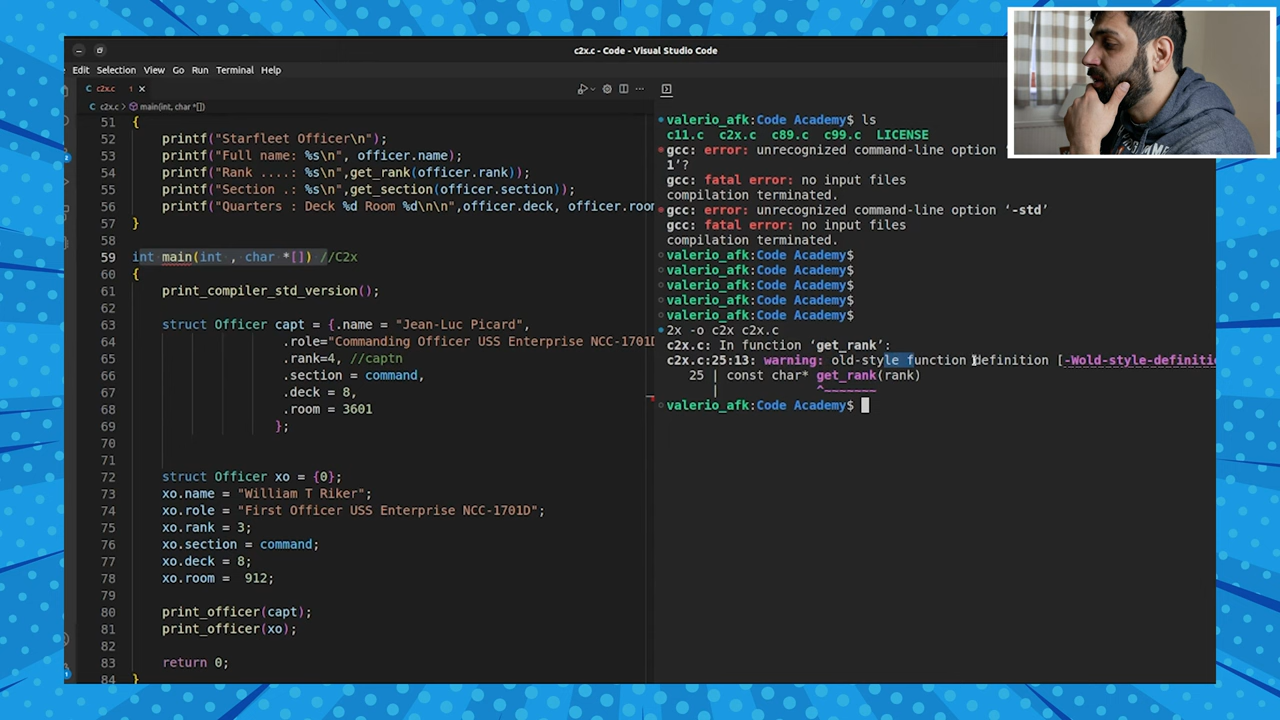 c2x.c - Code - Visual Studio Code
Edit Selection View Go Run Terminal Help
c2x.c 1
c2x.c > main(int, char *[])
51 {
52 printf("Starfleet Officer\n");
53 printf("Full name: %s\n", officer.name);
54 printf("Rank ....: %s\n",get_rank(officer.rank));
55 printf("Section .: %s\n",get_section(officer.section));
56 printf("Quarters : Deck %d Room %d\n\n",officer.deck, officer.room
57 }
58
59 int main(int , char *[]) //C2x
60 {
61 print_compiler_std_version();
62
63 struct Officer capt = {.name = "Jean-Luc Picard",
64 .role="Commanding Officer USS Enterprise NCC-1701D
65 .rank=4, //captn
66 .section = command,
67 .deck = 8,
68 .room = 3601
69 };
70
71
72 struct Officer xo = {0};
73 xo.name = "William T Riker";
74 xo.role = "First Officer USS Enterprise NCC-1701D";
75 xo.rank = 3;
76 xo.section = command;
77 xo.deck = 8;
78 xo.room = 912;
79
80 print_officer(capt);
81 print_officer(xo);
82
83 return 0;
84 }
valerio_afk:Code Academy$ ls
c11.c c2x.c c89.c c99.c LICENSE
gcc: error: unrecognized command-line option ‘
1’?
gcc: fatal error: no input files
compilation terminated.
gcc: error: unrecognized command-line option ‘-std’
gcc: fatal error: no input files
compilation terminated.
valerio_afk:Code Academy$
valerio_afk:Code Academy$
valerio_afk:Code Academy$
valerio_afk:Code Academy$
valerio_afk:Code Academy$
2x -o c2x c2x.c
c2x.c: In function ‘get_rank’:
c2x.c:25:13: warning: old-style function definition [-Wold-style-definitio
25 | const char* get_rank(rank)
| ^~~~~~~~
valerio_afk:Code Academy$